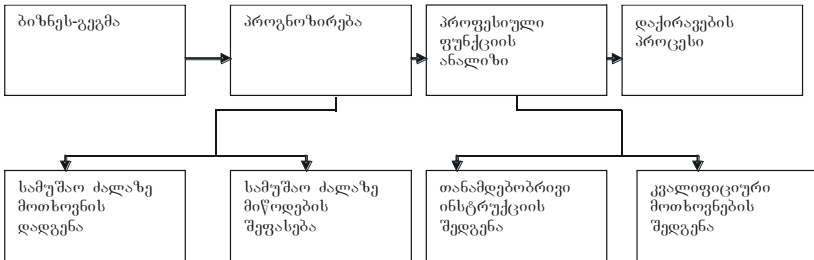 ბიზნეს-გეგმა
პროგნოზირება
პროფესიული
ფუნქციის
ანალიზი
დაქირავების
პროცესი
სამუშაო ძალაზე
მოთხოვნის
დადგენა
სამუშაო ძალაზე
მიწოდების
შეფასება
თანამდებობრივი
ინსტრუქციის
შედგენა
კვალიფიციური
მოთხოვნების
შედგენა